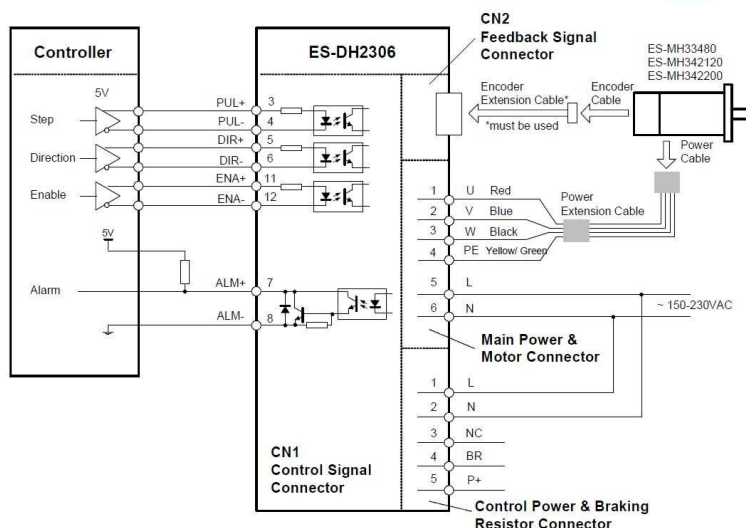 Controller
5V
Step
Direction
Enable
5V
Alarm
PUL+ 3
PUL- 4
DIR+ 5
DIR- 6
ENA+ 11
ENA- 12
ALM+ 7
ALM- 8
ES-DH2306
CN1
Control Signal
Connector
CN2
Feedback Signal
Connector
Encoder
Extension Cable*
*must be used
Encoder
Cable
ES-MH33480
ES-MH342120
ES-MH342200
Power
Cable
1 U Red
2 V Blue
3 W Black
4 PE Yellow/ Green
Power
Extension Cable
5 L
6 N
~ 150-230VAC
Main Power &
Motor Connector
1 L
2 N
3 NC
4 BR
5 P+
Control Power & Braking
Resistor Connector